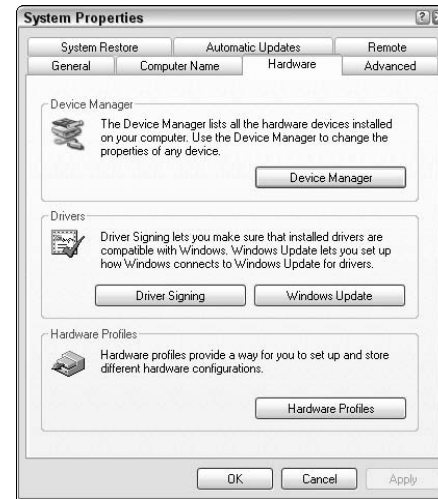 System Properties
System Restore Automatic Updates Remote
General Computer Name Hardware Advanced
Device Manager
The Device Manager lists all the hardware devices installed
on your computer. Use the Device Manager to change the
properties of any device.
Device Manager
Drivers
Driver Signing lets you make sure that installed drivers are
compatible with Windows. Windows Update lets you set up
how Windows connects to Windows Update for drivers.
Driver Signing Windows Update
Hardware Profiles
Hardware profiles provide a way for you to set up and store
different hardware configurations.
Hardware Profiles
OK Cancel Apply